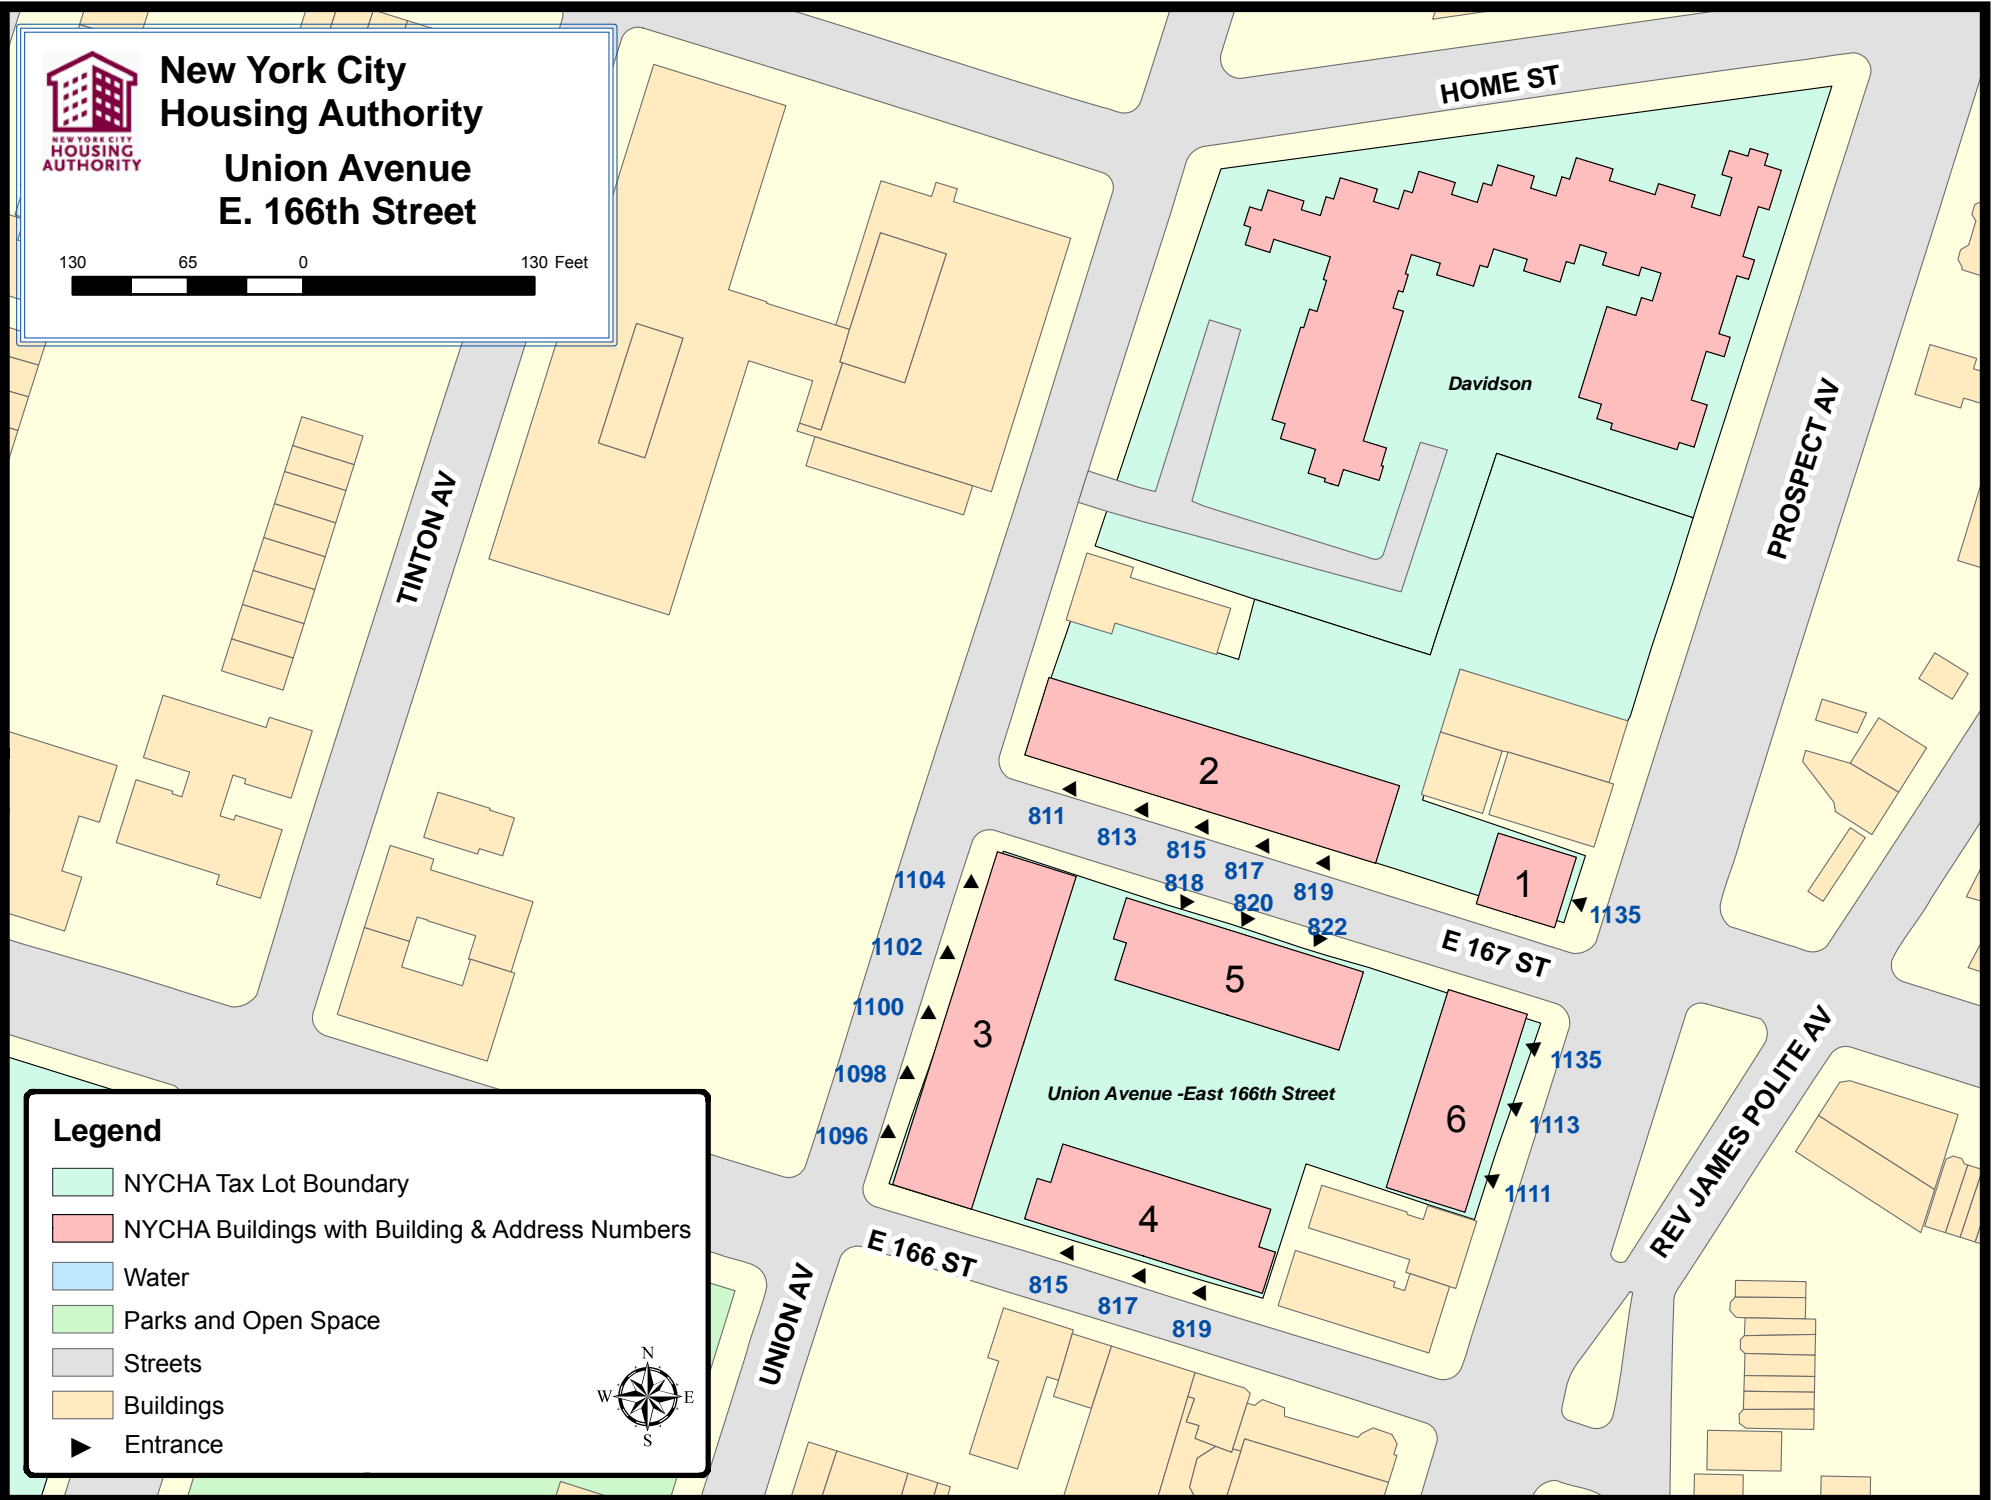 New York City
Housing Authority
NEW YORK CITY
HOUSING
AUTHORITY
Union Avenue
E. 166th Street
130 65 0 130 Feet
HOME ST
Davidson
PROSPECT AV
TINTON AV
2
811
813
815
817
819
1
1135
818
820
822
E 167 ST
1104
1102
1100
1098
1096
3
5
6
4
Union Avenue -East 166th Street
1135
1113
1111
REV JAMES POLITE AV
E 166 ST
815
817
819
UNION AV
Legend
NYCHA Tax Lot Boundary
NYCHA Buildings with Building & Address Numbers
Water
Parks and Open Space
Streets
Buildings
Entrance
N
W E
S